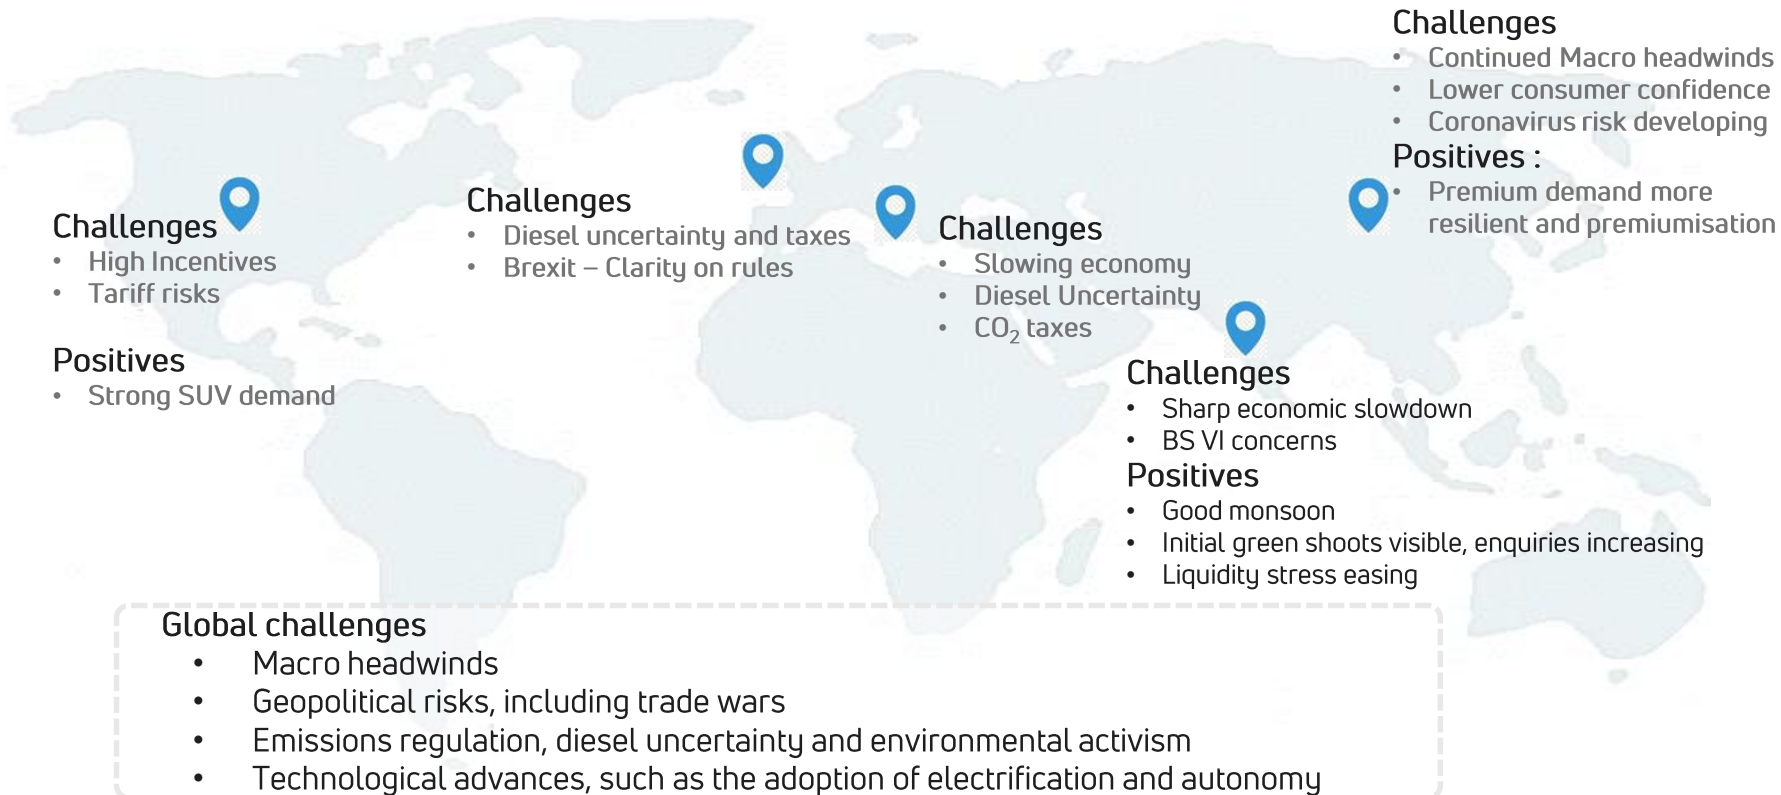 Challenges
• High Incentives
• Tariff risks
Positives
• Strong SUV demand
Challenges
• Diesel uncertainty and taxes
• Brexit – Clarity on rules
Challenges
• Slowing economy
• Diesel Uncertainty
• CO₂ taxes
Challenges
• Continued Macro headwinds
• Lower consumer confidence
• Coronavirus risk developing
Positives :
• Premium demand more
resilient and premiumisation
Challenges
• Sharp economic slowdown
• BS VI concerns
Positives
• Good monsoon
• Initial green shoots visible, enquiries increasing
• Liquidity stress easing
Global challenges
• Macro headwinds
• Geopolitical risks, including trade wars
• Emissions regulation, diesel uncertainty and environmental activism
• Technological advances, such as the adoption of electrification and autonomy